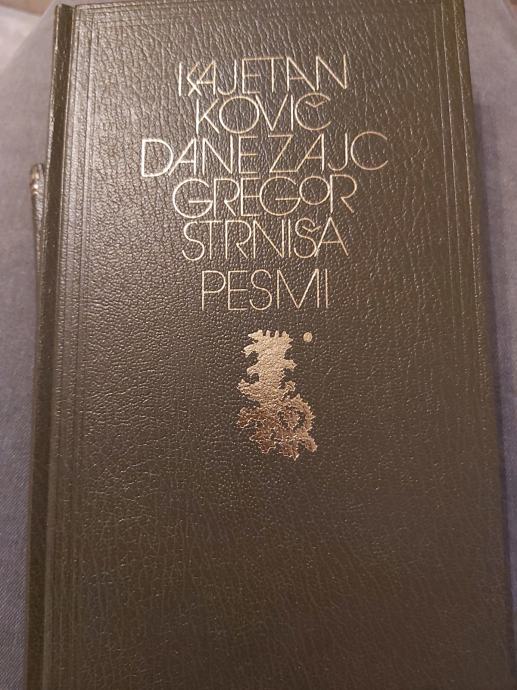 KAJETAN
KOVIČ
DANE ZAJC
GREGOR
STRNIŠA
PESMI